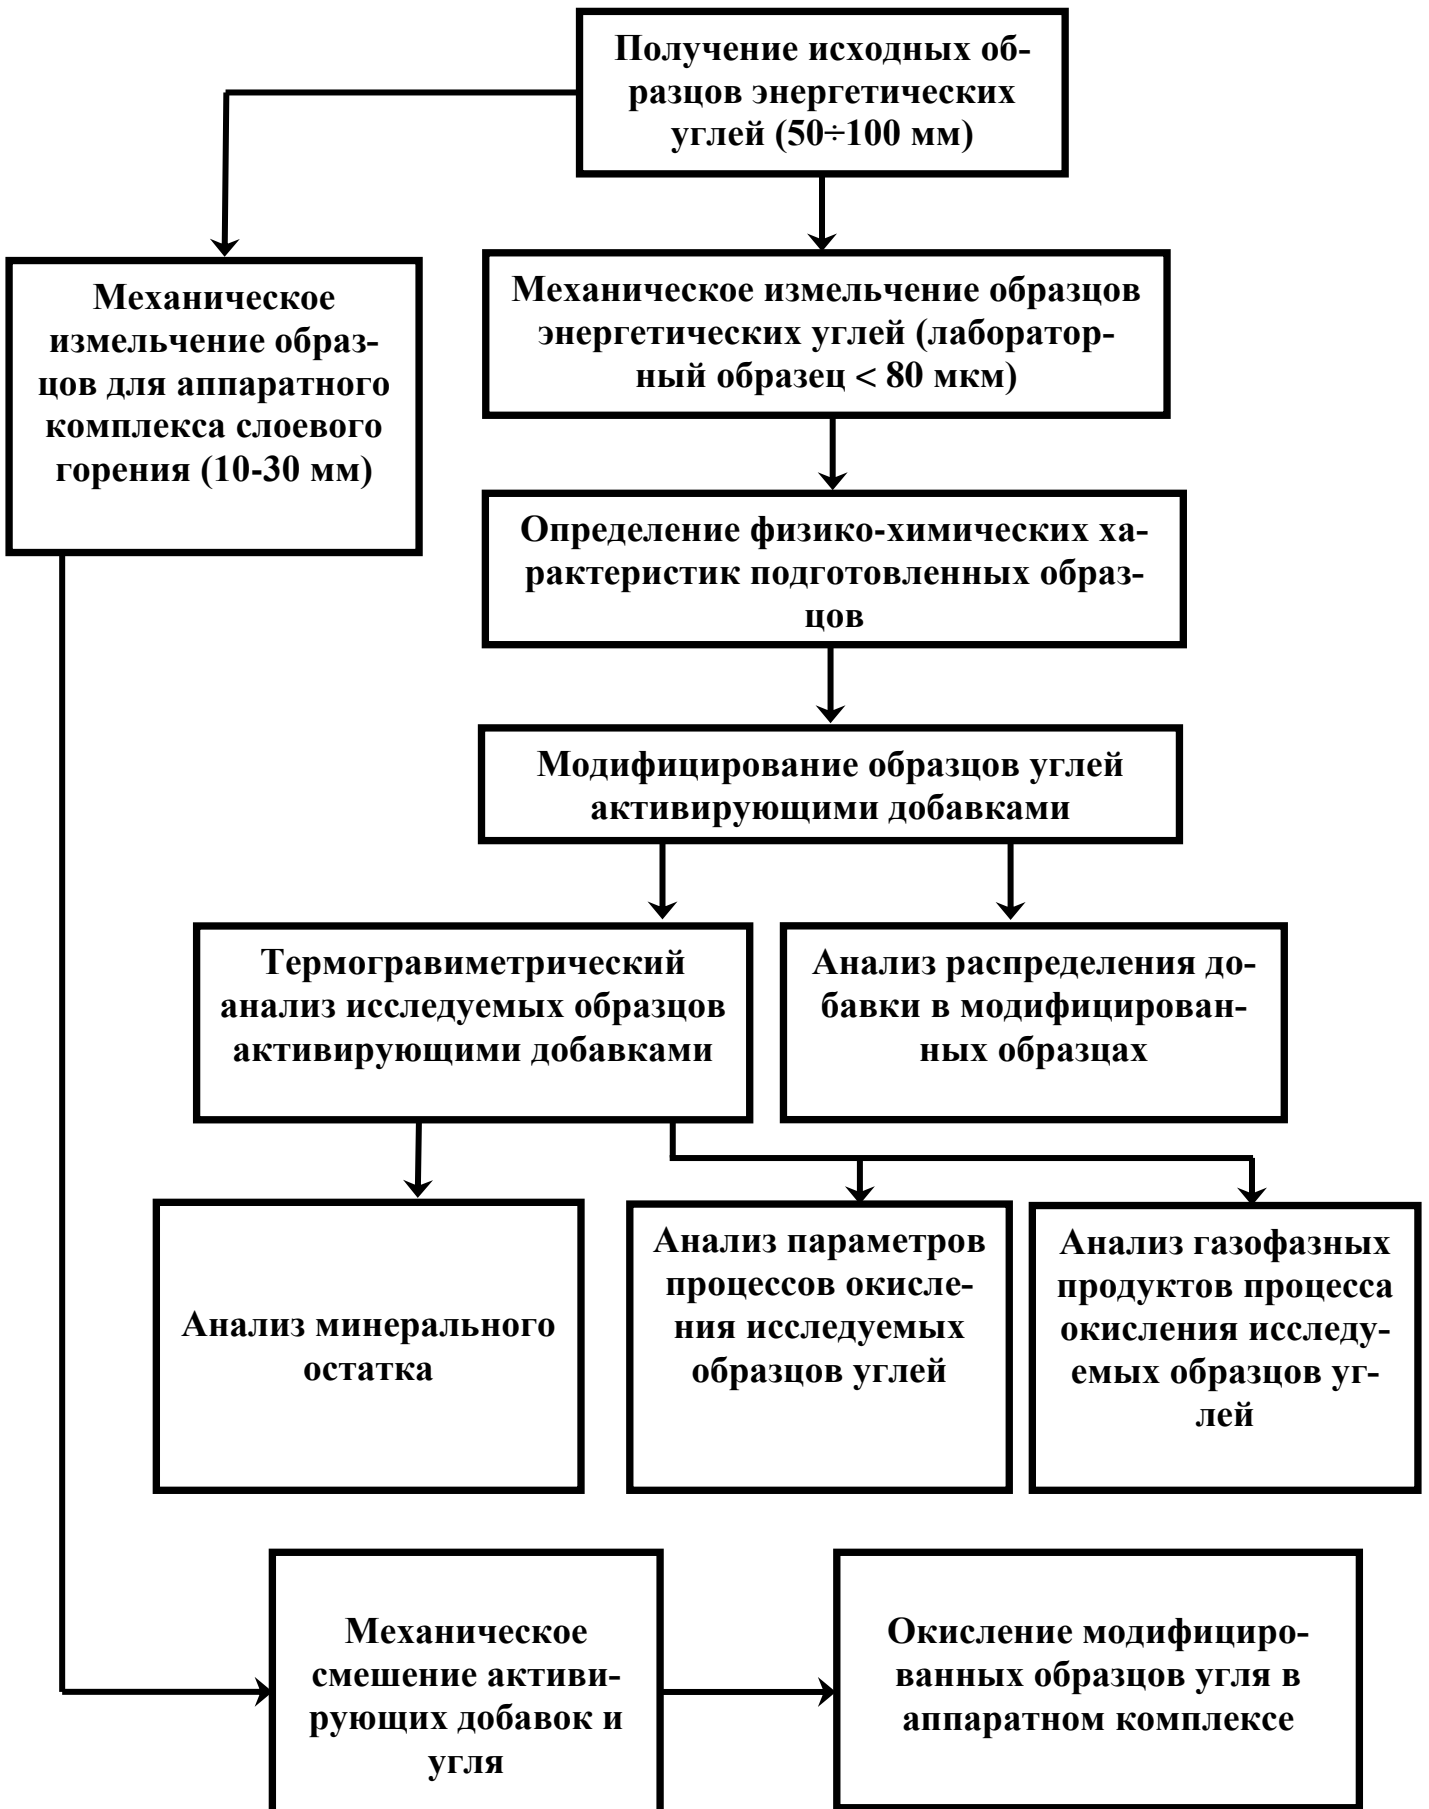 Получение исходных об-
разцов энергетических
углей (50÷100 мм)
Механическое
измельчение образ-
цов для аппаратного
комплекса слоевого
горения (10-30 мм)
Механическое измельчение образцов
энергетических углей (лаборатор-
ный образец < 80 мкм)
Определение физико-химических ха-
рактеристик подготовленных образ-
цов
Модифицирование образцов углей
активирующими добавками
Термогравиметрический
анализ исследуемых образцов
активирующими добавками
Анализ распределения до-
бавки в модифицирован-
ных образцах
Анализ минерального
остатка
Анализ параметров
процессов окисле-
ния исследуемых
образцов углей
Анализ газофазных
продуктов процесса
окисления исследу-
емых образцов уг-
лей
Механическое
смешение активи-
рующих добавок и
угля
Окисление модифициро-
ванных образцов угля в
аппаратном комплексе